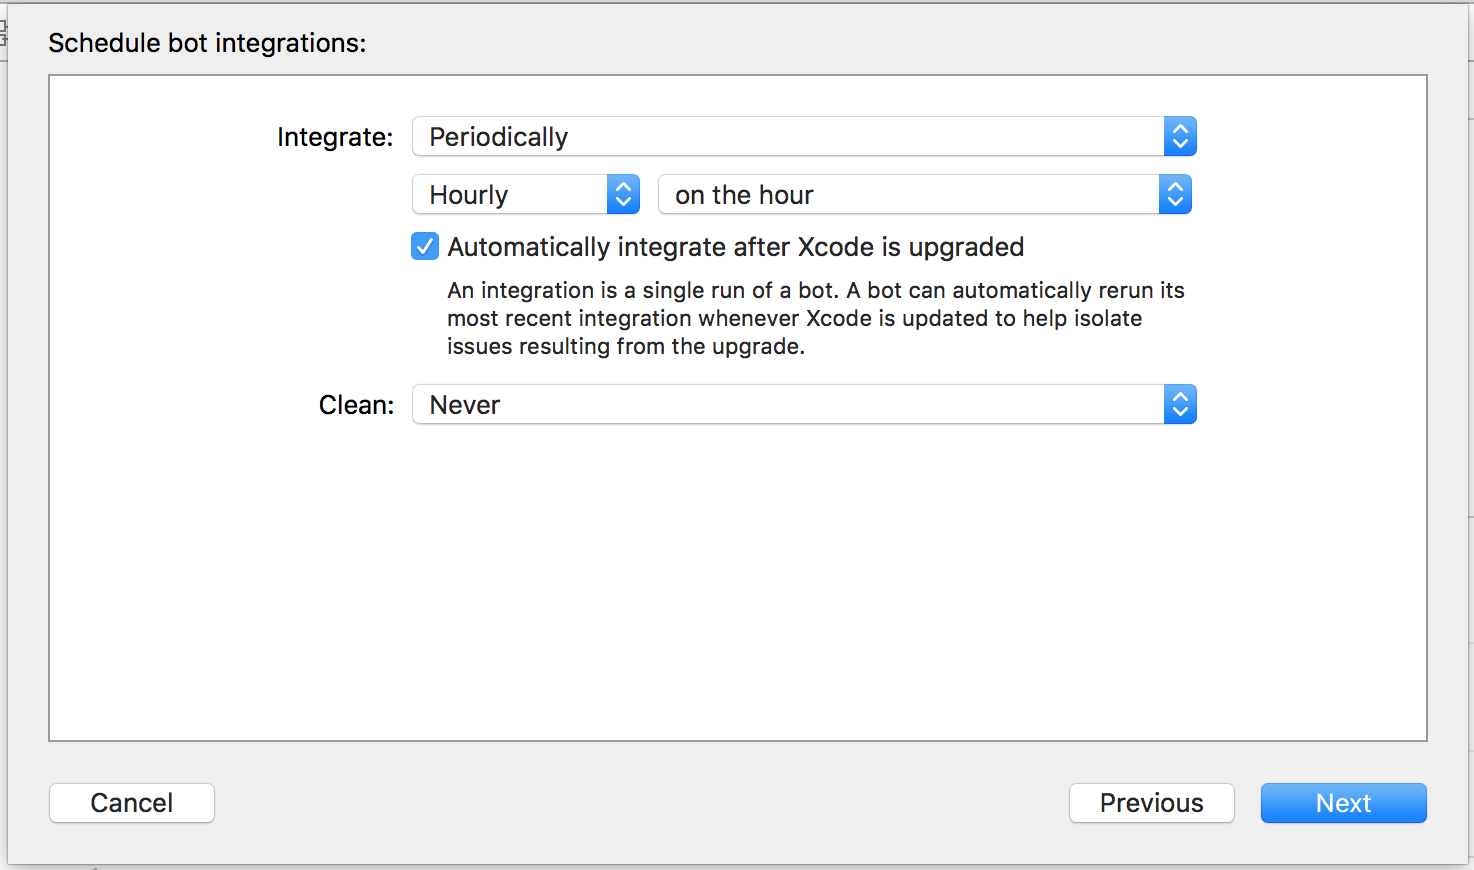 Schedule bot integrations:
Integrate: Periodically
Hourly on the hour
Automatically integrate after Xcode is upgraded
An integration is a single run of a bot. A bot can automatically rerun its
most recent integration whenever Xcode is updated to help isolate
issues resulting from the upgrade.
Clean: Never
Cancel Previous Next